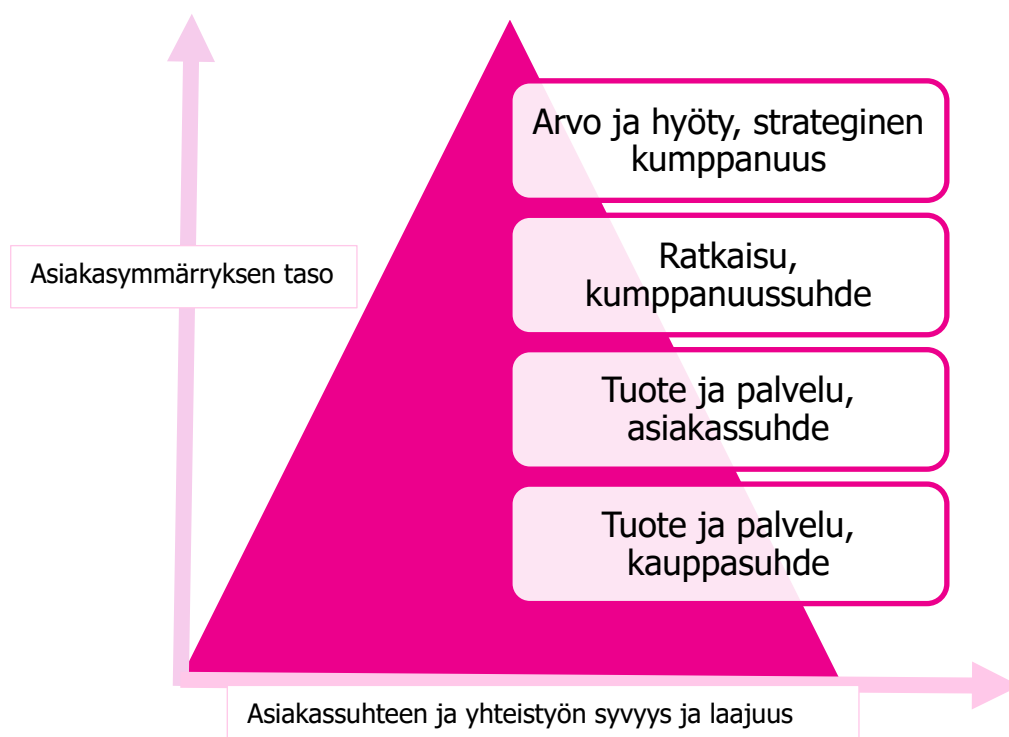 Arvo ja hyöty, strateginen
kumppanuus
Ratkaisu,
kumppanuussuhde
Asiakasymmärryksen taso
Tuote ja palvelu,
asiakassuhde
Tuote ja palvelu,
kauppasuhde
Asiakassuhteen ja yhteistyön syvyys ja laajuus